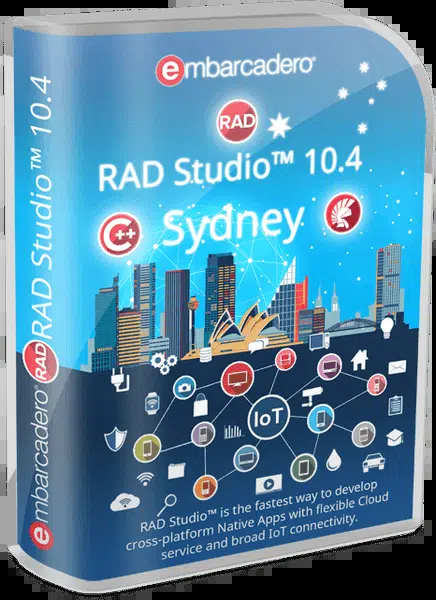 embarcadero®
RAD
RAD Studio™ 10.4
Sydney
C++
IoT
RAD Studio™ is the fastest way to develop
cross-platform Native Apps with flexible Cloud
service and broad IoT connectivity.
embarcadero® RAD RAD Studio™ 10.4